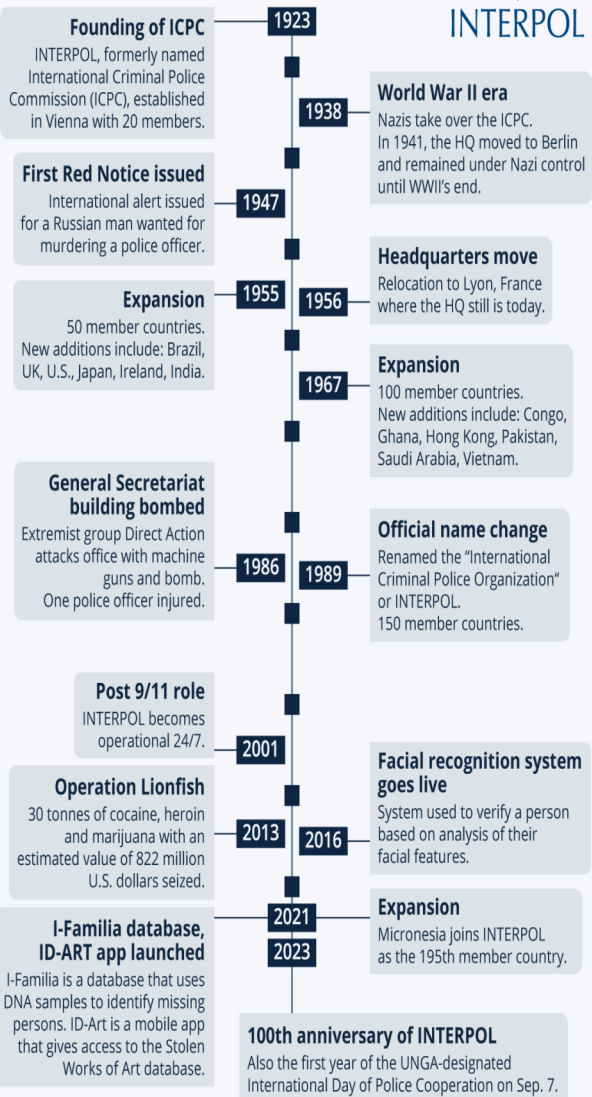 INTERPOL
1923
Founding of ICPC
INTERPOL, formerly named
International Criminal Police
Commission (ICPC), established
in Vienna with 20 members.
1938
World War II era
Nazis take over the ICPC.
In 1941, the HQ moved to Berlin
and remained under Nazi control
until WWII's end.
1947
First Red Notice issued
International alert issued
for a Russian man wanted for
murdering a police officer.
1955
Expansion
50 member countries.
New additions include: Brazil,
UK, U.S., Japan, Ireland, India.
1956
Headquarters move
Relocation to Lyon, France
where the HQ still is today.
1967
Expansion
100 member countries.
New additions include: Congo,
Ghana, Hong Kong, Pakistan,
Saudi Arabia, Vietnam.
1986
General Secretariat
building bombed
Extremist group Direct Action
attacks office with machine
guns and bomb.
One police officer injured.
1989
Official name change
Renamed the “International
Criminal Police Organization“
or INTERPOL.
150 member countries.
2001
Post 9/11 role
INTERPOL becomes
operational 24/7.
2013
Operation Lionfish
30 tonnes of cocaine, heroin
and marijuana with an
estimated value of 822 million
U.S. dollars seized.
2016
Facial recognition system
goes live
System used to verify a person
based on analysis of their
facial features.
2021
I-Familia database,
ID-ART app launched
I-Familia is a database that uses
DNA samples to identify missing
persons. ID-Art is a mobile app
that gives access to the Stolen
Works of Art database.
Expansion
Micronesia joins INTERPOL
as the 195th member country.
2023
100th anniversary of INTERPOL
Also the first year of the UNGA-designated
International Day of Police Cooperation on Sep. 7.